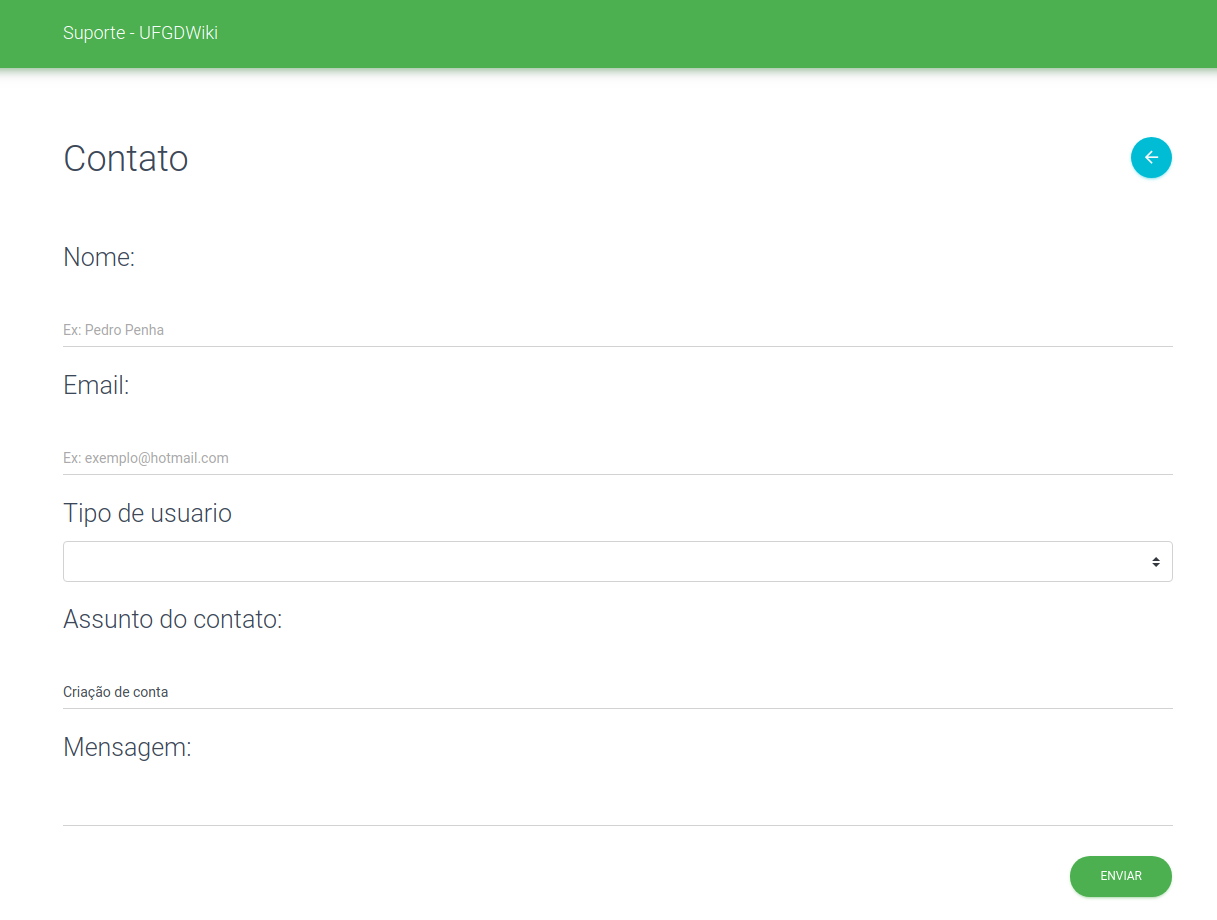 Suporte - UFGDWiki
Contato
Nome:
Ex: Pedro Penha
Email:
Ex: exemplo@hotmail.com
Tipo de usuario
Assunto do contato:
Criação de conta
Mensagem:
ENVIAR